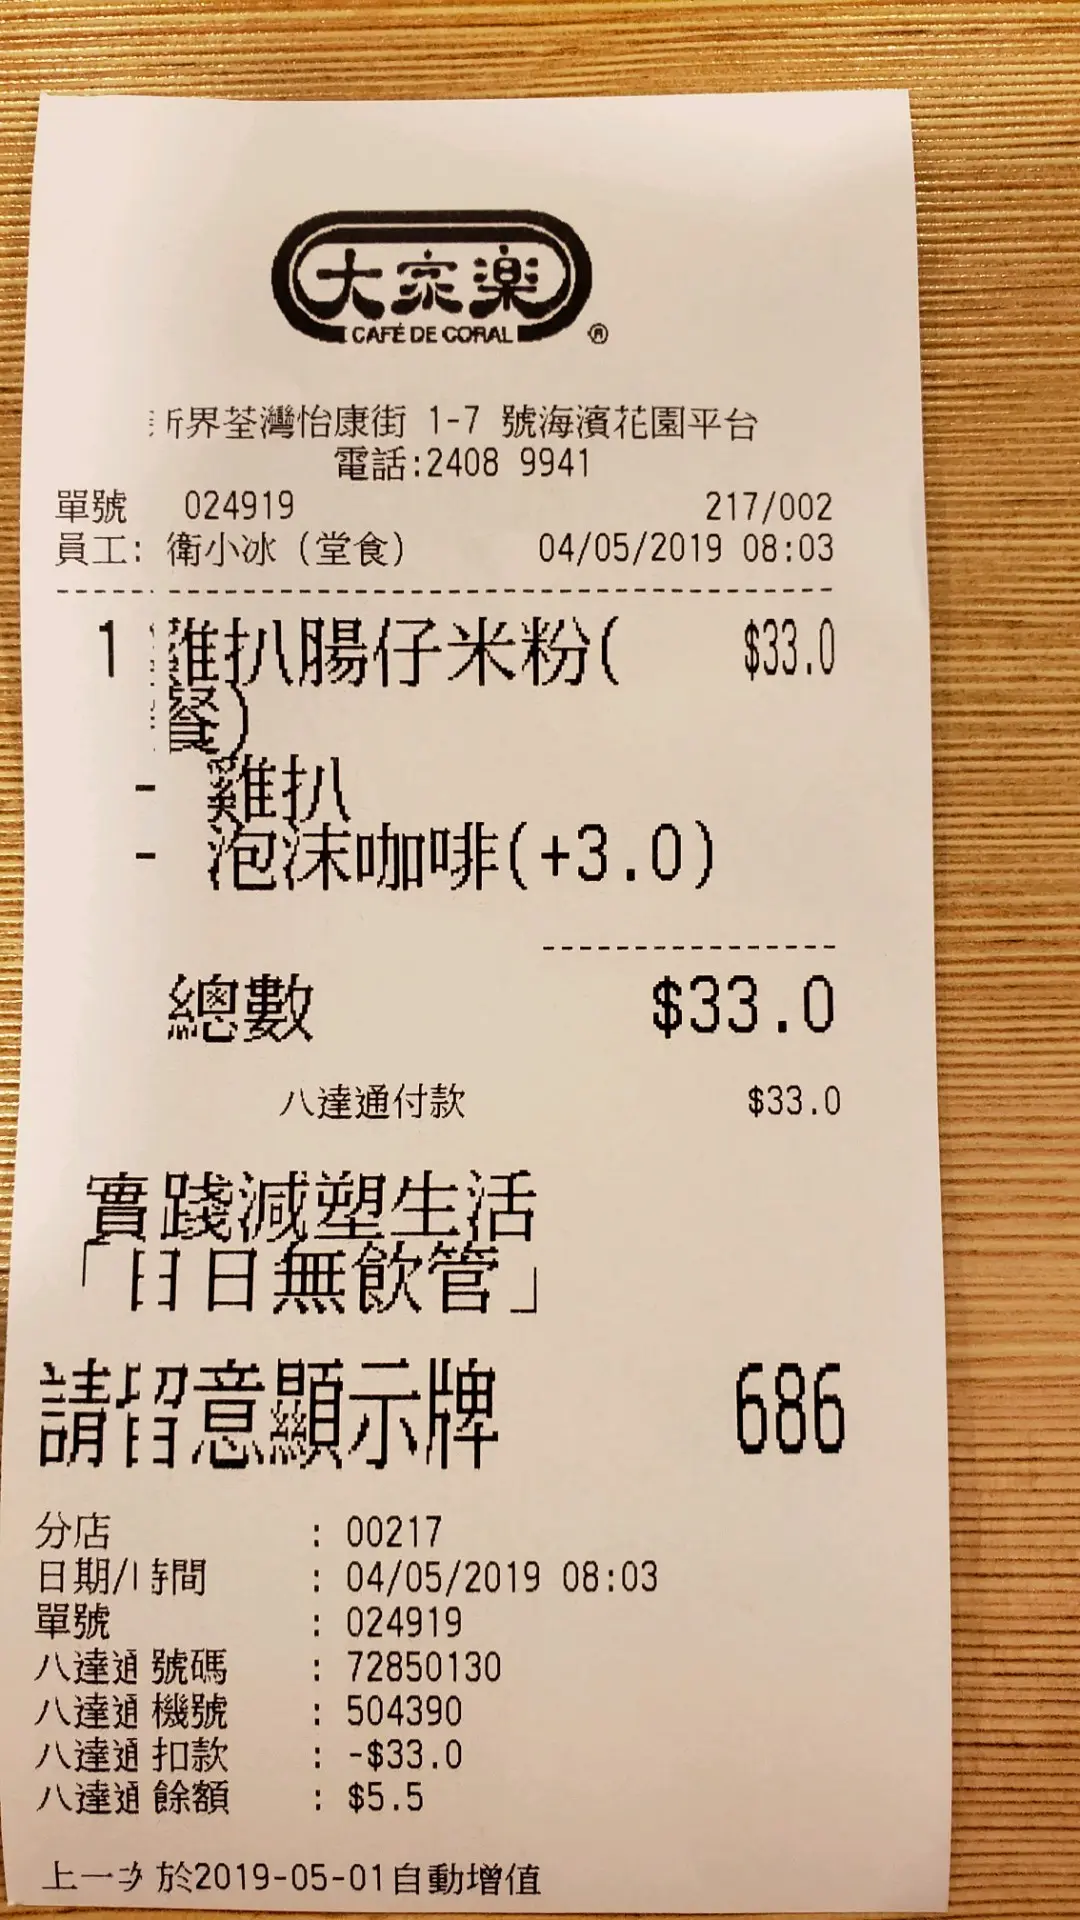 大家樂
CAFÉ DE CORAL ®
新界荃灣怡康街 1-7 號海濱花園平台
電話:2408 9941
單號 024919 217/002
員工: 衛小冰（堂食） 04/05/2019 08:03
1 雞扒腸仔米粉( $33.0
餐)
- 雞扒
- 泡沫咖啡(+3.0)
總數 $33.0
八達通付款 $33.0
實踐減塑生活
「日日無飲管」
請留意顯示牌 686
分店 : 00217
日期/時間 : 04/05/2019 08:03
單號 : 024919
八達通號碼 : 72850130
八達通機號 : 504390
八達通扣款 : -$33.0
八達通餘額 : $5.5
上一次於2019-05-01自動增值